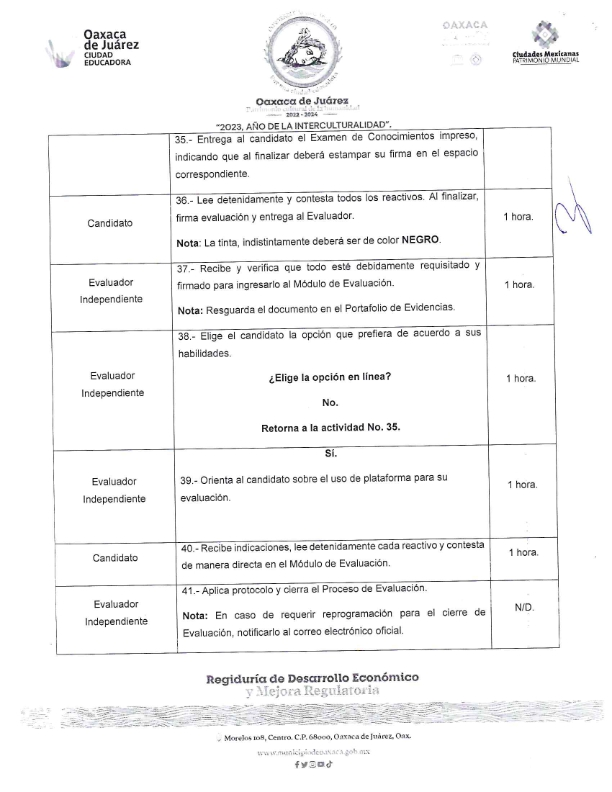 Oaxaca
de Juárez
CIUDAD
EDUCADORA
OAXACA
Ciudades Mexicanas
PATRIMONIO MUNDIAL
Oaxaca de Juárez
2022 - 2024
"2023, AÑO DE LA INTERCULTURALIDAD".
35.- Entrega al candidato el Examen de Conocimientos impreso,
indicando que al finalizar deberá estampar su firma en el espacio
correspondiente.
Candidato
36.- Lee detenidamente y contesta todos los reactivos. Al finalizar,
firma evaluación y entrega al Evaluador.
Nota: La tinta, indistintamente deberá ser de color NEGRO.
1 hora.
Evaluador
Independiente
37.- Recibe y verifica que todo esté debidamente requisitado y
firmado para ingresarlo al Módulo de Evaluación.
Nota: Resguarda el documento en el Portafolio de Evidencias.
1 hora.
Evaluador
Independiente
38.- Elige el candidato la opción que prefiera de acuerdo a sus
habilidades.
¿Elige la opción en línea?
No.
Retorna a la actividad No. 35.
1 hora.
Evaluador
Independiente
Sí.
39.- Orienta al candidato sobre el uso de plataforma para su
evaluación.
1 hora.
Candidato
40.- Recibe indicaciones, lee detenidamente cada reactivo y contesta
de manera directa en el Módulo de Evaluación.
1 hora.
Evaluador
Independiente
41.- Aplica protocolo y cierra el Proceso de Evaluación.
Nota: En caso de requerir reprogramación para el cierre de
Evaluación, notificarlo al correo electrónico oficial.
N/D.
Regiduría de Desarrollo Económico
y Mejora Regulatoria
Morelos 108, Centro. C.P. 68000, Oaxaca de Juárez, Oax.
www.municipiodeoaxaca.gob.mx